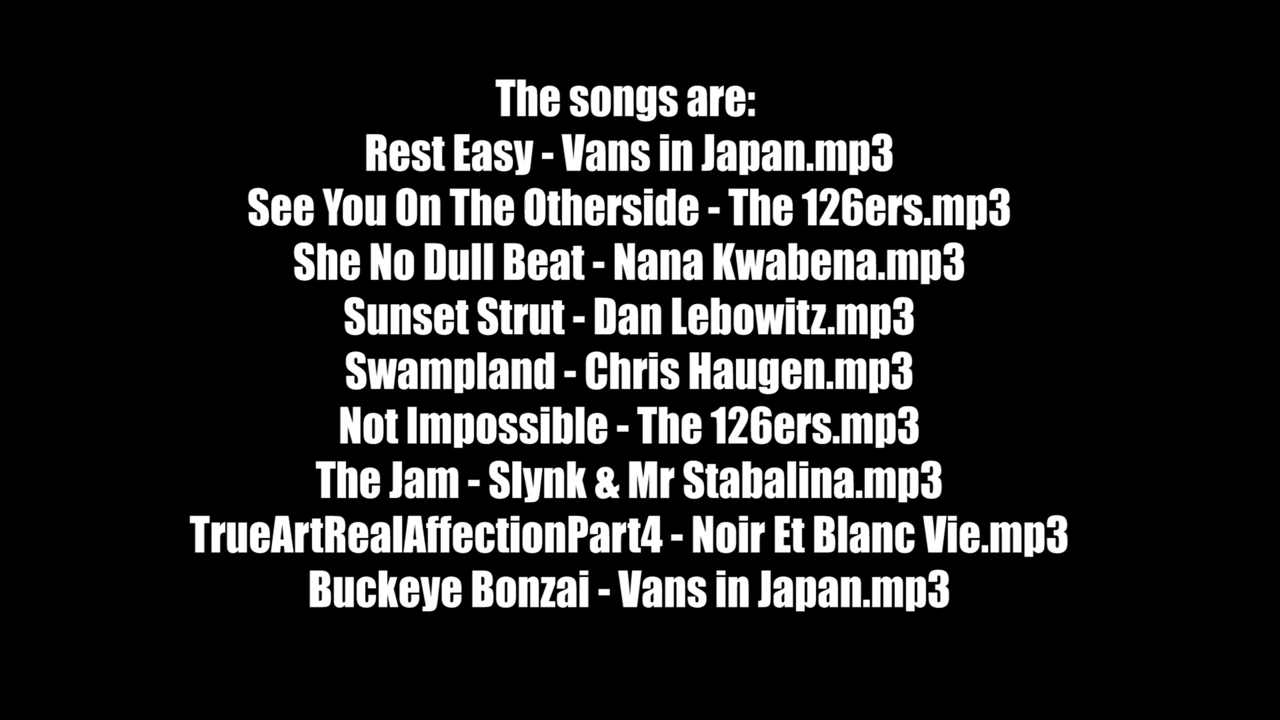 The songs are:
Rest Easy - Vans in Japan.mp3
See You On The Otherside - The 126ers.mp3
She No Dull Beat - Nana Kwabena.mp3
Sunset Strut - Dan Lebowitz.mp3
Swampland - Chris Haugen.mp3
Not Impossible - The 126ers.mp3
The Jam - Slynk & Mr Stabalina.mp3
TrueArtRealAffectionPart4 - Noir Et Blanc Vie.mp3
Buckeye Bonzai - Vans in Japan.mp3